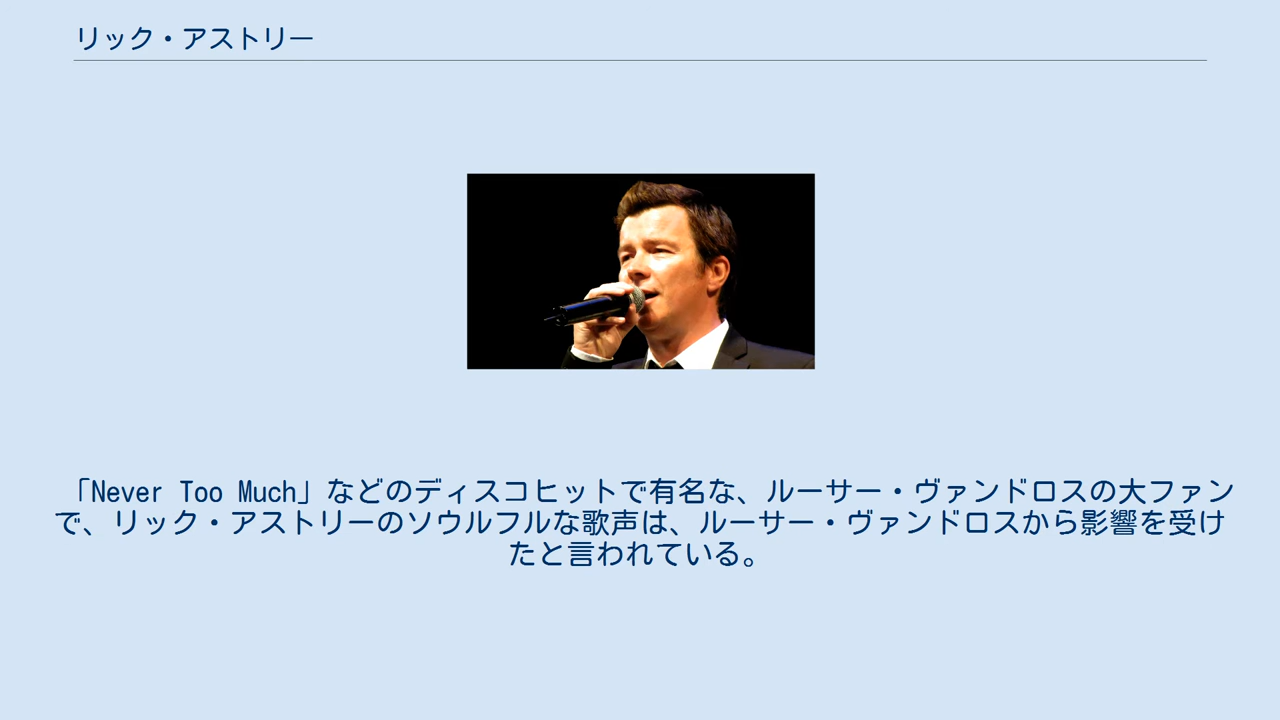 リック・アストリー
「Never Too Much」などのディスコヒットで有名な、ルーサー・ヴァンドロスの大ファン
で、リック・アストリーのソウルフルな歌声は、ルーサー・ヴァンドロスから影響を受け
たと言われている。